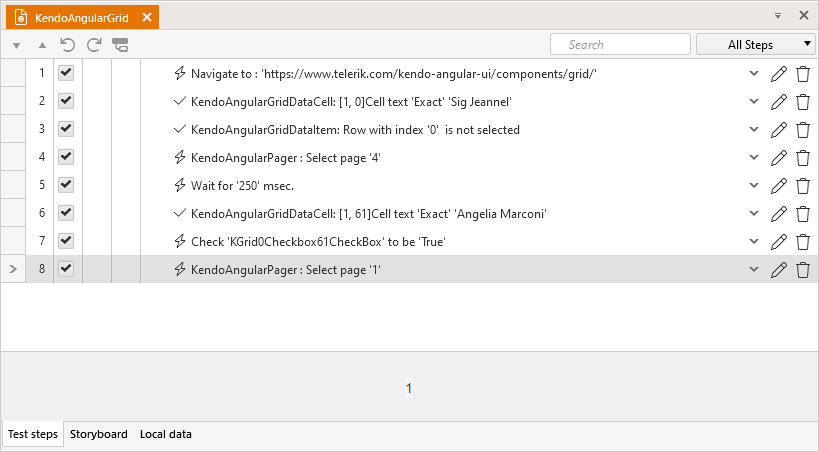 KendoAngularGrid
Search
All Steps
1 Navigate to : 'https://www.telerik.com/kendo-angular-ui/components/grid/'
2 KendoAngularGridDataCell: [1, 0]Cell text 'Exact' 'Sig Jeannel'
3 KendoAngularGridDataItem: Row with index '0'  is not selected
4 KendoAngularPager : Select page '4'
5 Wait for '250' msec.
6 KendoAngularGridDataCell: [1, 61]Cell text 'Exact' 'Angelia Marconi'
7 Check 'KGrid0Checkbox61CheckBox' to be 'True'
8 KendoAngularPager : Select page '1'
1
Test steps Storyboard Local data